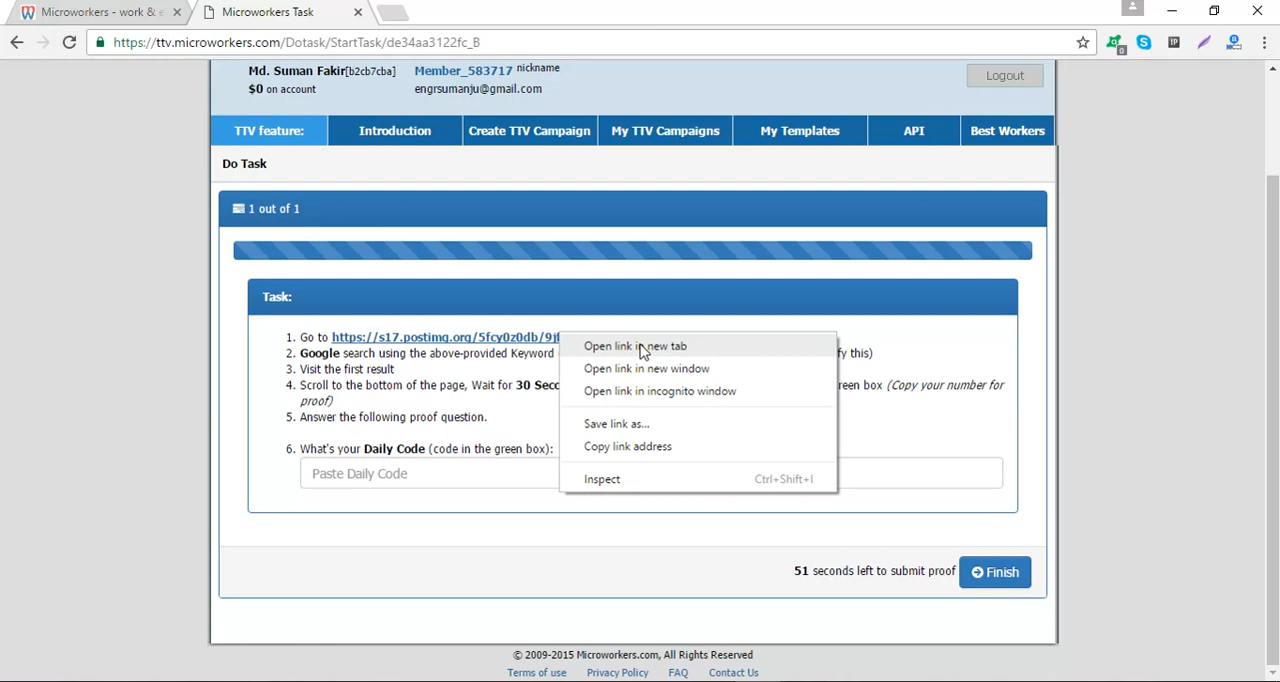 Microworkers - work & e
Microworkers Task
https://ttv.microworkers.com/Dotask/StartTask/de34aa3122fc_B
Md. Suman Fakir[b2cb7cba] Member_583717 nickname
Logout
$0 on account engrsumanju@gmail.com
TTV feature: Introduction Create TTV Campaign My TTV Campaigns My Templates API Best Workers
Do Task
1 out of 1
Task:
1. Go to https://s17.postimg.org/5fcy0z0db/9j
2. Google search using the above-provided Keyword fy this)
3. Visit the first result
4. Scroll to the bottom of the page, Wait for 30 Seco reen box (Copy your number for
proof)
5. Answer the following proof question.
6. What's your Daily Code (code in the green box):
Paste Daily Code
Open link in new tab
Open link in new window
Open link in incognito window
Save link as...
Copy link address
Inspect Ctrl+Shift+I
51 seconds left to submit proof Finish
© 2009-2015 Microworkers.com, All Rights Reserved
Terms of use Privacy Policy FAQ Contact Us
0
IP